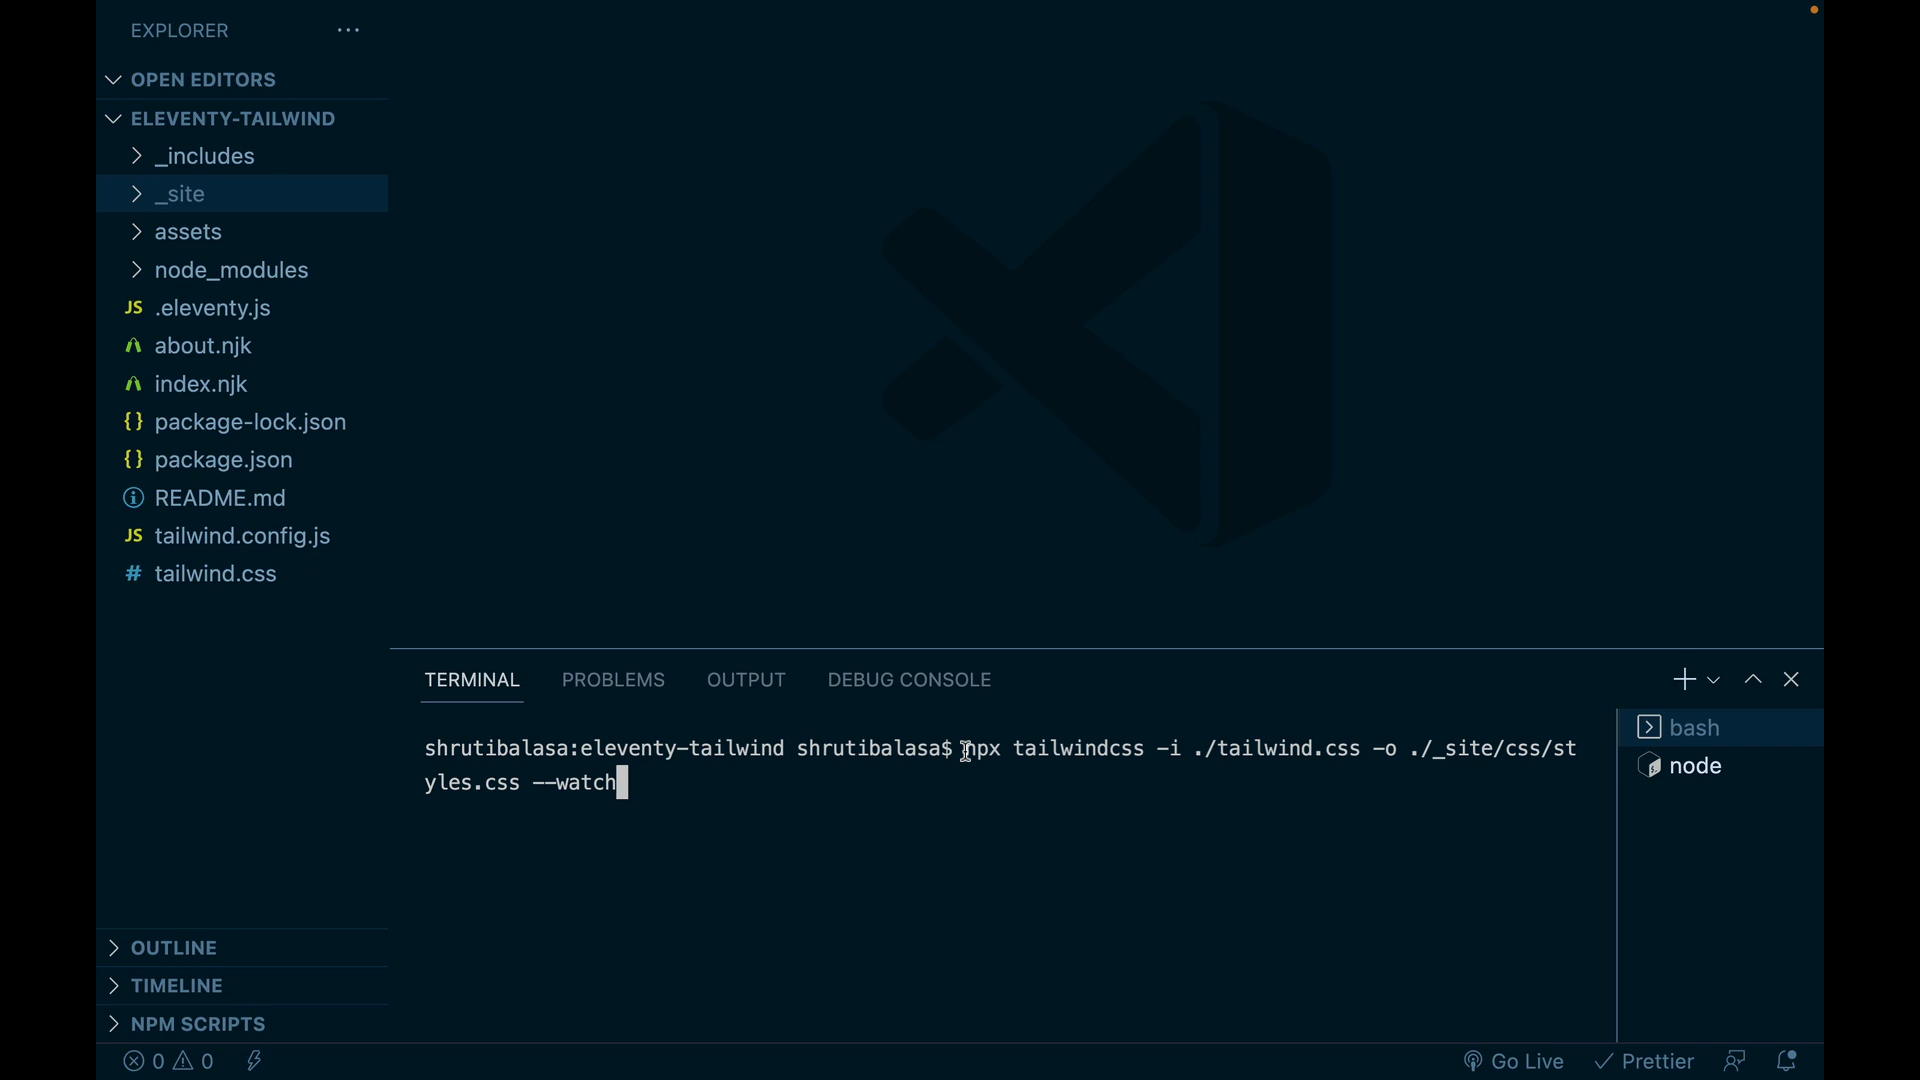 EXPLORER ···
OPEN EDITORS
ELEVENTY-TAILWIND
_includes
_site
assets
node_modules
JS .eleventy.js
about.njk
index.njk
{} package-lock.json
{} package.json
README.md
JS tailwind.config.js
# tailwind.css
OUTLINE
TIMELINE
NPM SCRIPTS
TERMINAL PROBLEMS OUTPUT DEBUG CONSOLE
shrutibalasa:eleventy-tailwind shrutibalasa$ npx tailwindcss -i ./tailwind.css -o ./_site/css/st
yles.css --watch
bash
node
0 0
Go Live Prettier